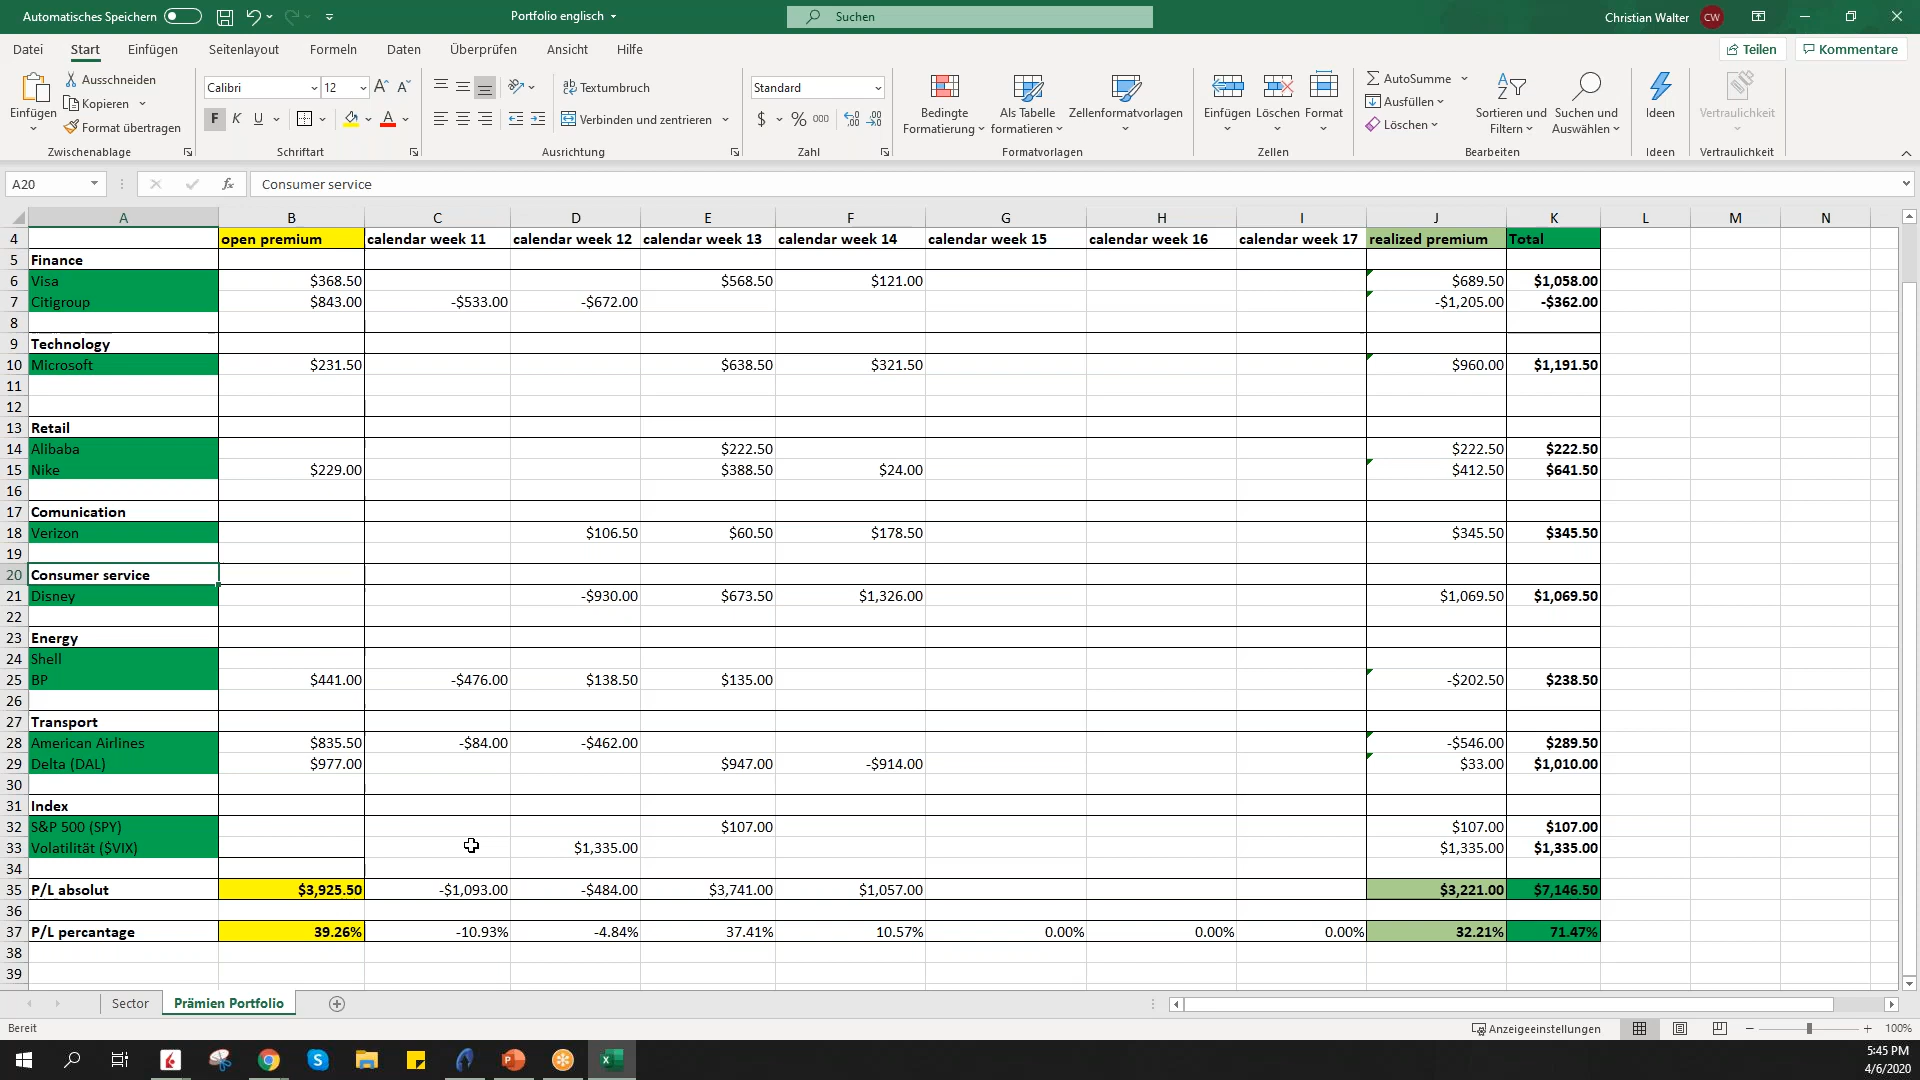 Automatisches Speichern
Portfolio englisch
Suchen
Christian Walter CW
Datei Start Einfügen Seitenlayout Formeln Daten Überprüfen Ansicht Hilfe
Teilen Kommentare
Einfügen
Ausschneiden
Kopieren
Format übertragen
Zwischenablage
Calibri 12
F K U
Schriftart
Textumbruch
Verbinden und zentrieren
Ausrichtung
Standard
$ % 000
Zahl
Bedingte Formatierung
Als Tabelle formatieren
Zellenformatvorlagen
Formatvorlagen
Einfügen Löschen Format
Zellen
AutoSumme
Ausfüllen
Löschen
Sortieren und Filtern
Suchen und Auswählen
Bearbeiten
Ideen
Ideen
Vertraulichkeit
Vertraulichkeit
A20 fx Consumer service
A B C D E F G H I J K L M N
4 open premium calendar week 11 calendar week 12 calendar week 13 calendar week 14 calendar week 15 calendar week 16 calendar week 17 realized premium Total
5 Finance
6 Visa $368.50 $568.50 $121.00 $689.50 $1,058.00
7 Citigroup $843.00 -$533.00 -$672.00 -$1,205.00 -$362.00
8
9 Technology
10 Microsoft $231.50 $638.50 $321.50 $960.00 $1,191.50
11
12
13 Retail
14 Alibaba $222.50 $222.50 $222.50
15 Nike $229.00 $388.50 $24.00 $412.50 $641.50
16
17 Comunication
18 Verizon $106.50 $60.50 $178.50 $345.50 $345.50
19
20 Consumer service
21 Disney -$930.00 $673.50 $1,326.00 $1,069.50 $1,069.50
22
23 Energy
24 Shell
25 BP $441.00 -$476.00 $138.50 $135.00 -$202.50 $238.50
26
27 Transport
28 American Airlines $835.50 -$84.00 -$462.00 -$546.00 $289.50
29 Delta (DAL) $977.00 $947.00 -$914.00 $33.00 $1,010.00
30
31 Index
32 S&P 500 (SPY) $107.00 $107.00 $107.00
33 Volatilität ($VIX) $1,335.00 $1,335.00 $1,335.00
34
35 P/L absolut $3,925.50 -$1,093.00 -$484.00 $3,741.00 $1,057.00 $3,221.00 $7,146.50
36
37 P/L percantage 39.26% -10.93% -4.84% 37.41% 10.57% 0.00% 0.00% 0.00% 32.21% 71.47%
38
39
Sector Prämien Portfolio
Bereit
Anzeigeeinstellungen
100%
5:45 PM
4/6/2020